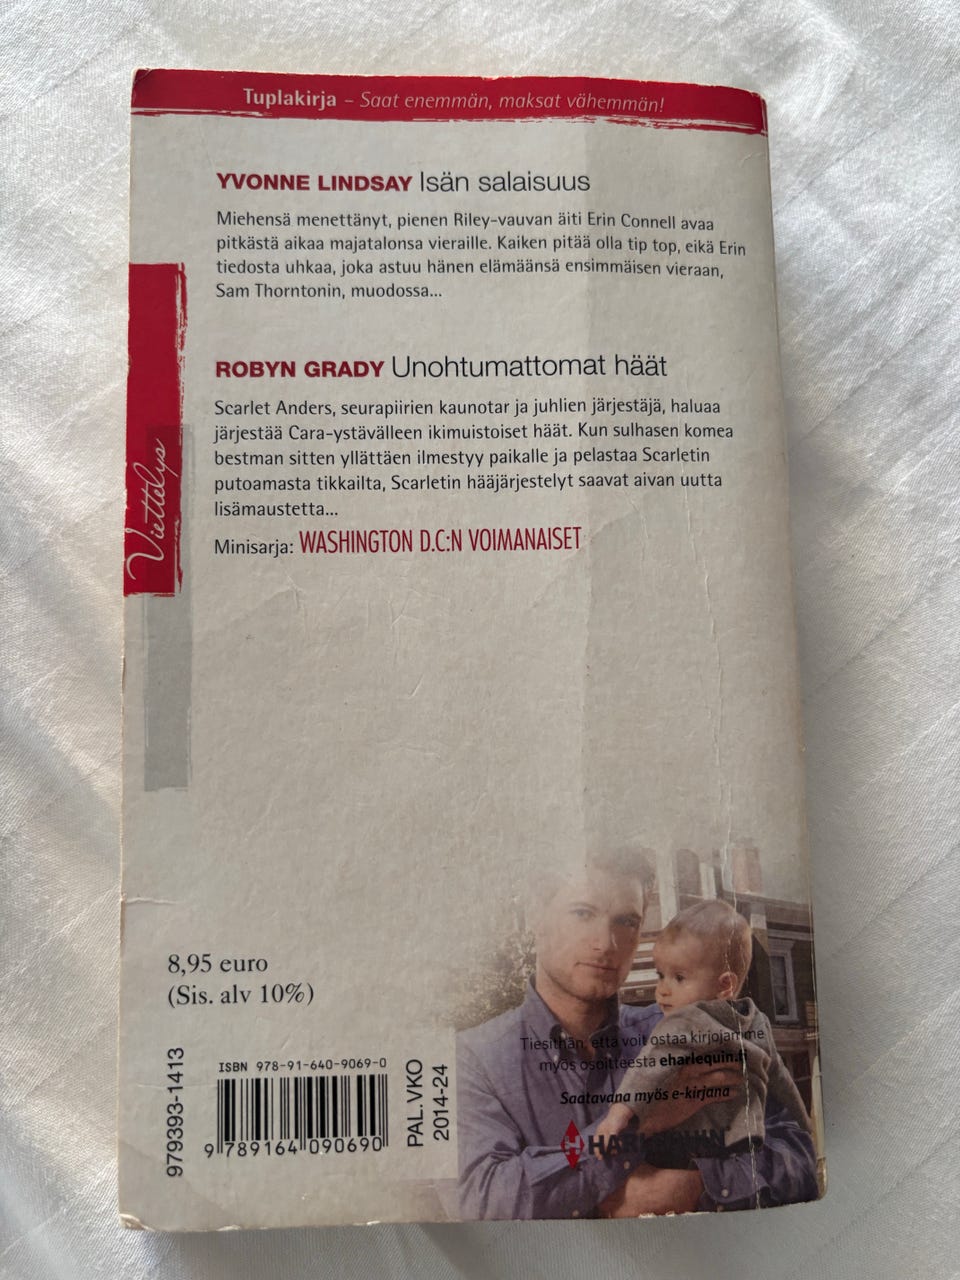 Tuplakirja – Saat enemmän, maksat vähemmän!
YVONNE LINDSAY Isän salaisuus
Miehensä menettänyt, pienen Riley-vauvan äiti Erin Connell avaa
pitkästä aikaa majatalonsa vieraille. Kaiken pitää olla tip top, eikä Erin
tiedosta uhkaa, joka astuu hänen elämäänsä ensimmäisen vieraan,
Sam Thorntonin, muodossa...
ROBYN GRADY Unohtumattomat häät
Scarlet Anders, seurapiirien kaunotar ja juhlien järjestäjä, haluaa
järjestää Cara-ystävälleen ikimuistoiset häät. Kun sulhasen komea
bestman sitten yllättäen ilmestyy paikalle ja pelastaa Scarletin
putoamasta tikkailta, Scarletin hääjärjestelyt saavat aivan uutta
lisämaustetta...
Minisarja: WASHINGTON D.C:N VOIMANAISET
Viettelys
8,95 euro
(Sis. alv 10%)
979393-1413
ISBN 978-91-640-9069-0
9 789164 090690
PAL.VKO
2014-24
Tiesithän, että voit ostaa kirjojamme
myös osoitteesta eharlequin.fi
Saatavana myös e-kirjana
HARLEQUIN